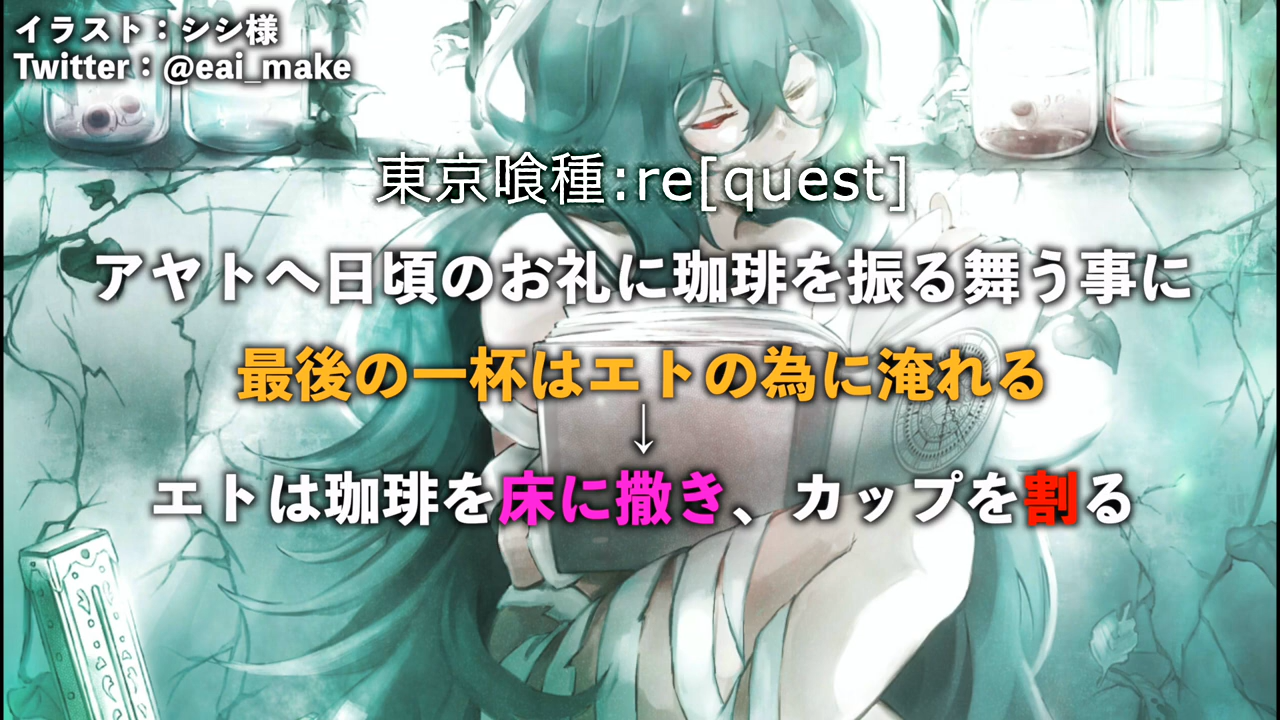 イラスト：シシ様
Twitter：@eai_make
東京喰種:re[quest]
アヤトへ日頃のお礼に珈琲を振る舞う事に
最後の一杯はエトの為に淹れる
↓
エトは珈琲を床に撒き、カップを割る